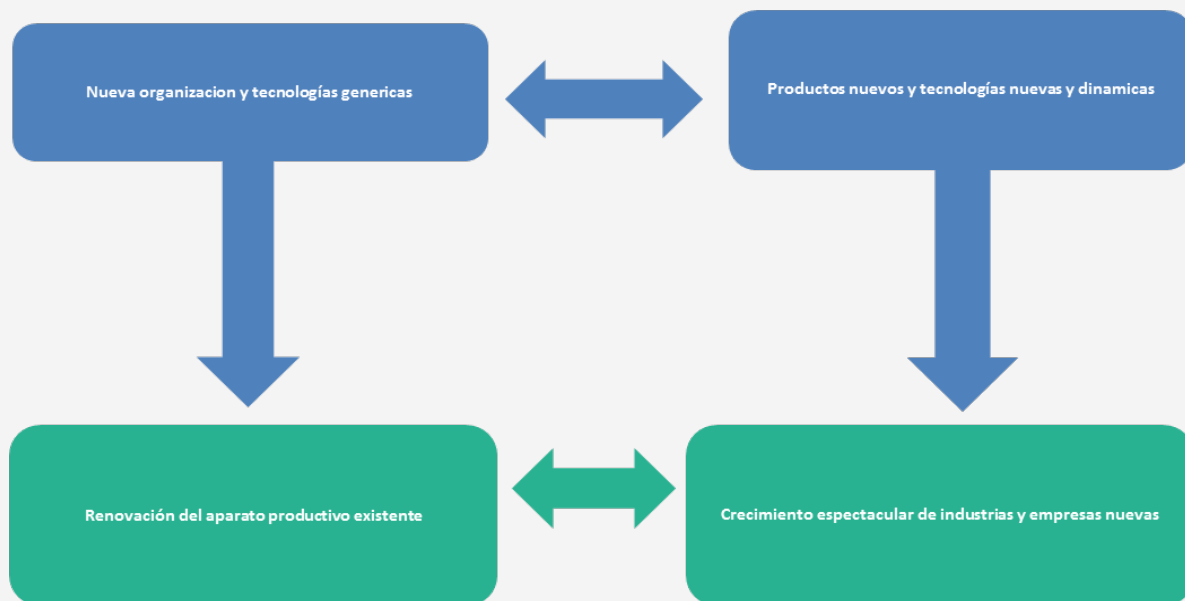 Nueva organizacion y tecnologías genericas
Productos nuevos y tecnologías nuevas y dinamicas
Renovación del aparato productivo existente
Crecimiento espectacular de industrias y empresas nuevas